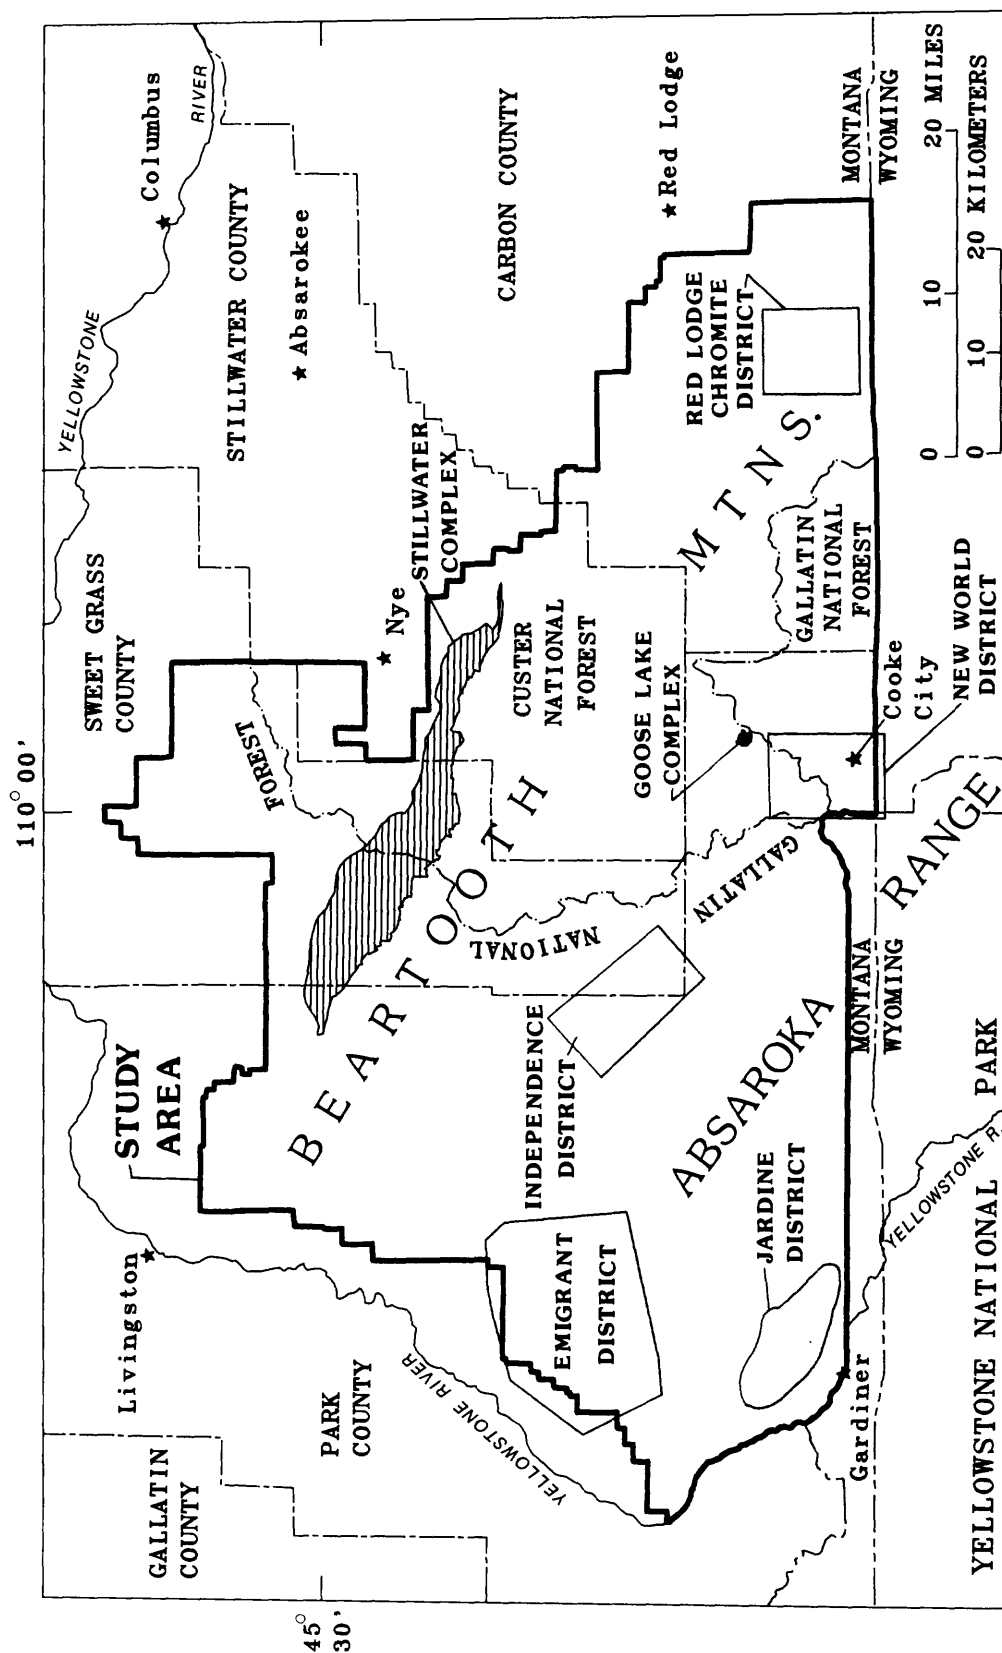 110° 00'
45°
30'
GALLATIN
COUNTY
Livingston
STUDY
AREA
SWEET GRASS
COUNTY
YELLOWSTONE
RIVER
Columbus
STILLWATER COUNTY
Absarokee
PARK
COUNTY
YELLOWSTONE RIVER
FOREST
Nye
STILLWATER
COMPLEX
CARBON COUNTY
BEARTOOTH
MTNS.
EMIGRANT
DISTRICT
INDEPENDENCE
DISTRICT
NATIONAL
GALLATIN
CUSTER
NATIONAL
FOREST
GOOSE LAKE
COMPLEX
Red Lodge
RED LODGE
CHROMITE
DISTRICT
GALLATIN
NATIONAL
FOREST
JARDINE
DISTRICT
ABSAROKA
RANGE
Gardiner
MONTANA
WYOMING
Cooke
City
NEW WORLD
DISTRICT
MONTANA
WYOMING
YELLOWSTONE R.
YELLOWSTONE NATIONAL PARK
0 10 20 MILES
0 10 20 KILOMETERS